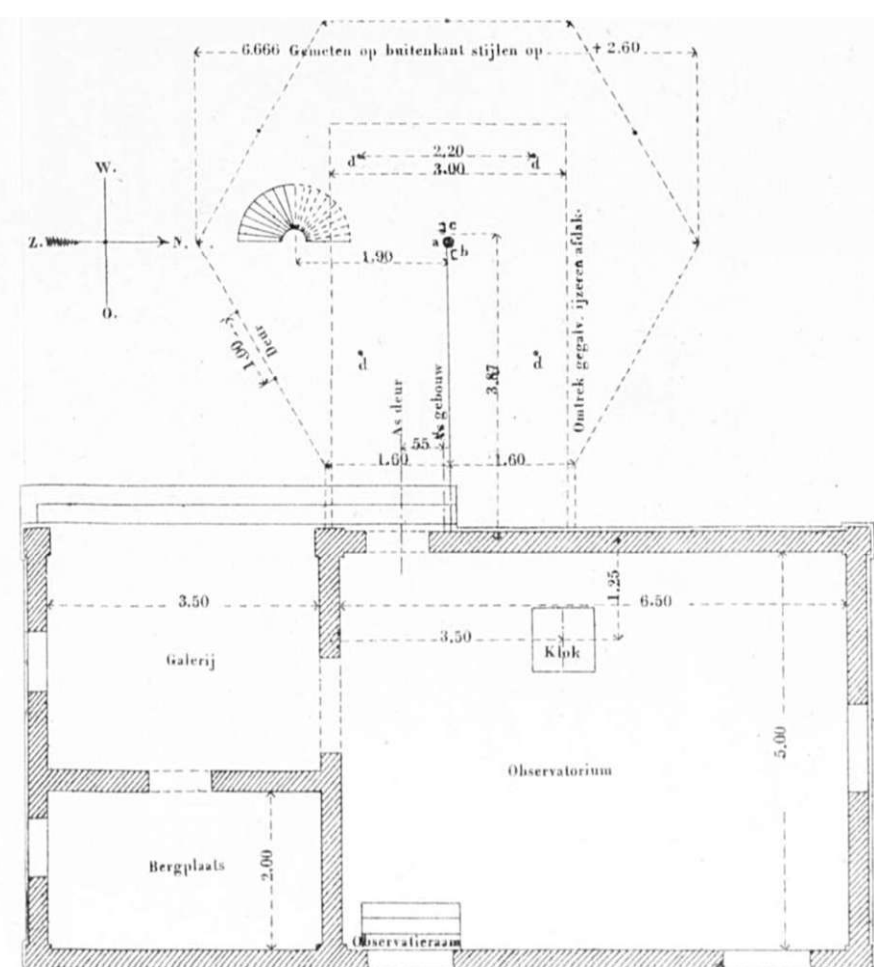 6.666 Gemeten op buitenkant stijlen op + 2.60
W.
Z.
N.
O.
d
2.20
d
3.00
c
a
b
1.90
Deur
1.00
d
d
3.87
As deur
As gebouw
Omtrek gegalv. ijzeren afdak.
55
1.60
1.60
3.50
1.25
6.50
3.50
Klok
Galerij
5.00
Observatorium
Bergplaats
2.00
Observatieraam